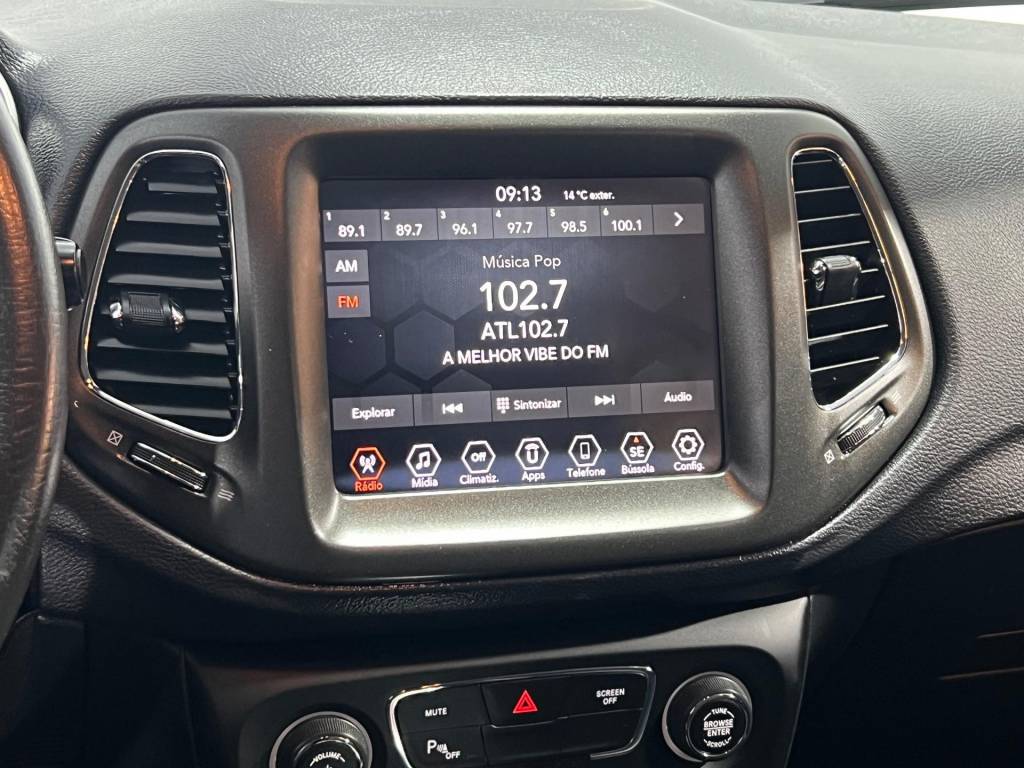 09:13 14 °C exter.
1 2 3 4 5 6
89.1 89.7 96.1 97.7 98.5 100.1
AM
FM
Música Pop
102.7
ATL102.7
A MELHOR VIBE DO FM
Explorar Sintonizar Áudio
Off SE
Rádio Mídia Climatiz. Apps Telefone Bússola Config.
MUTE
SCREEN
OFF
P OFF
VOLUME
TUNE
BROWSE
ENTER
SCROLL